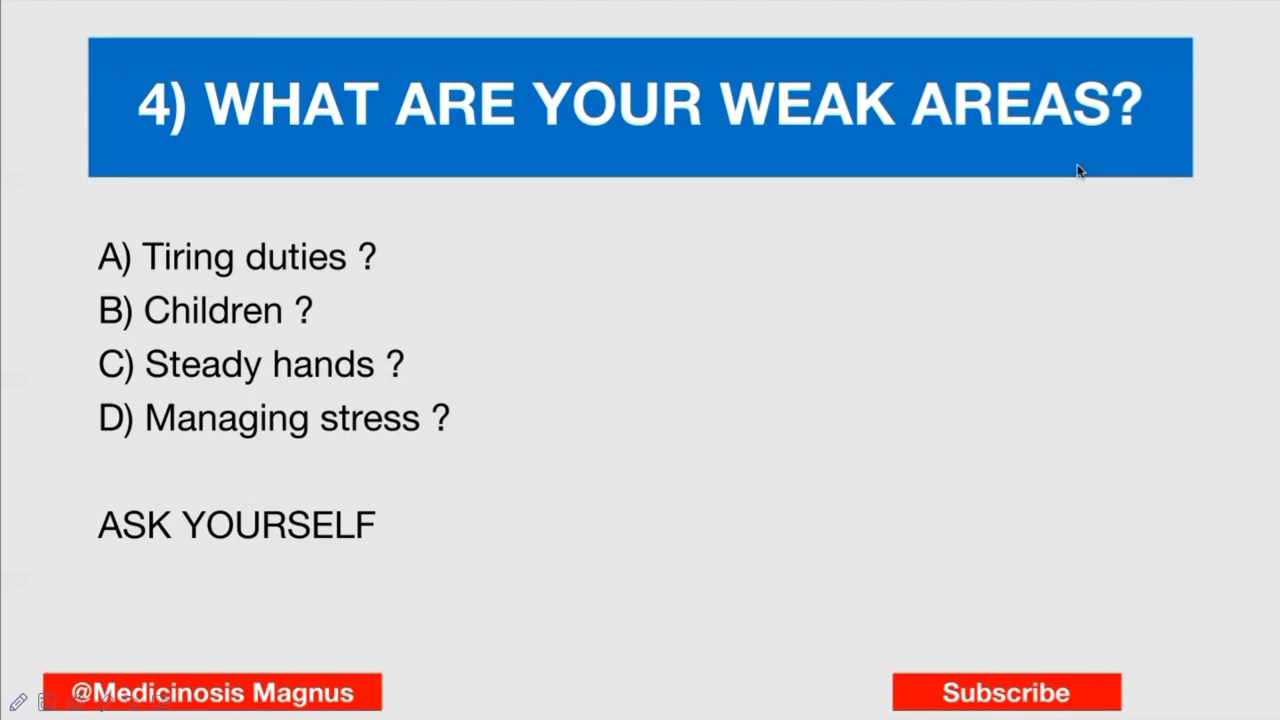 4) WHAT ARE YOUR WEAK AREAS?
A) Tiring duties ?
B) Children ?
C) Steady hands ?
D) Managing stress ?
ASK YOURSELF
@Medicinosis Magnus
Subscribe